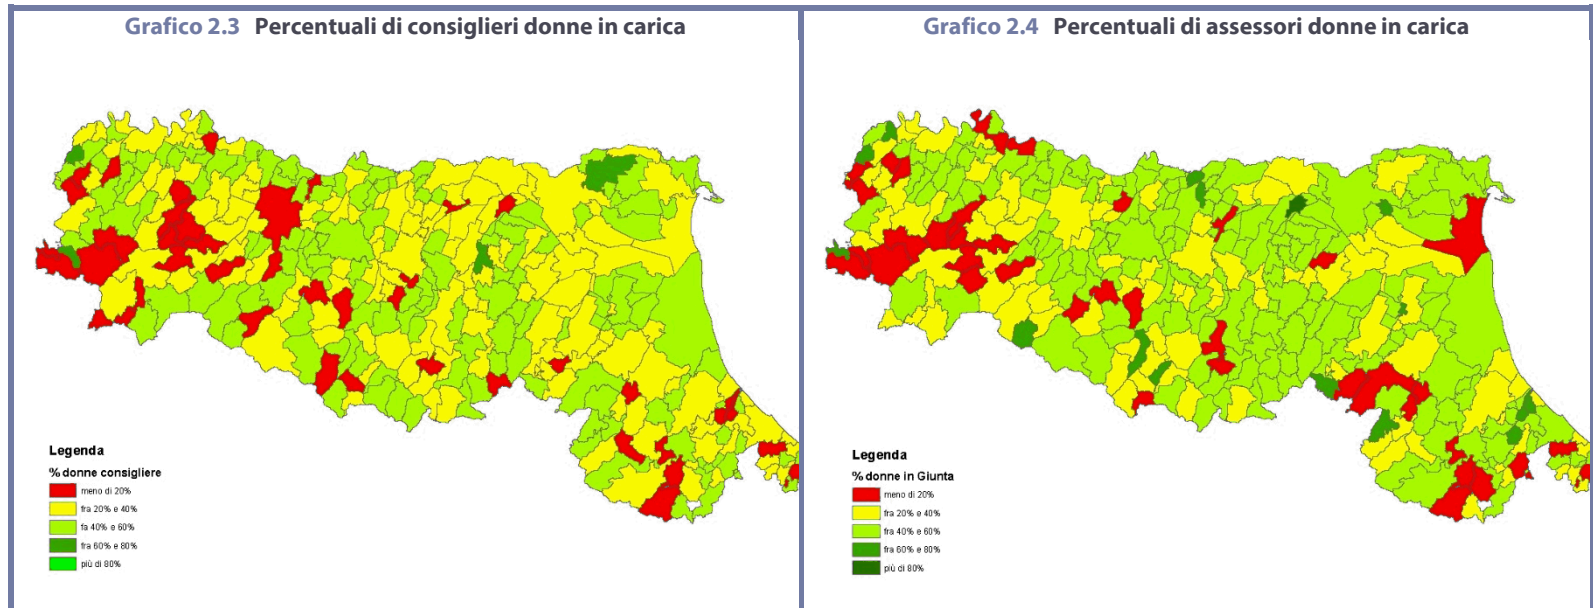 Grafico 2.3 Percentuali di consiglieri donne in carica
Legenda
% donne consigliere
meno di 20%
fra 20% e 40%
fa 40% e 60%
fra 60% e 80%
più di 80%
Grafico 2.4 Percentuali di assessori donne in carica
Legenda
% donne in Giunta
meno di 20%
fra 20% e 40%
fra 40% e 60%
fra 60% e 80%
più di 80%